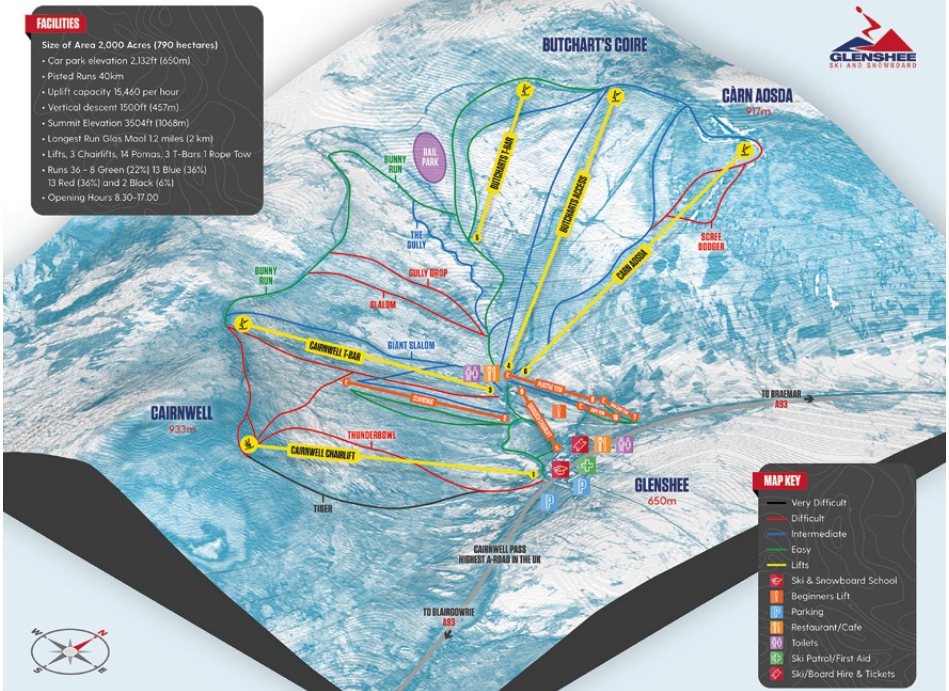 FACILITIES
Size of Area 2,000 Acres (790 hectares)
• Car park elevation 2,132ft (650m)
• Pisted Runs 40km
• Uplift capacity 15,460 per hour
• Vertical descent 1500ft (457m)
• Summit Elevation 3504ft (1068m)
• Longest Run Glas Maol 1.2 miles (2 km)
• Lifts, 3 Chairlifts, 14 Pomas, 3 T-Bars 1 Rope Tow
• Runs 36 – 8 Green (22%) 13 Blue (36%)
13 Red (36%) and 2 Black (6%)
• Opening Hours 8.30–17.00
GLENSHEE
SKI AND SNOWBOARD
BUTCHART'S COIRE
CÀRN AOSDA
917m
RAIL
PARK
BUNNY
RUN
BUTCHARTS T-BAR
BUTCHARTS ACCESS
CARN AOSDA
SCREE
DODGER
THE
GULLY
GULLY DROP
SLALOM
BUNNY
RUN
GIANT SLALOM
CAIRNWELL T-BAR
PLASTIC TOW
CLAYBOKIE
TO BRAEMAR
A93
CAIRNWELL
933m
THUNDERBOWL
CAIRNWELL CHAIRLIFT
1
TIGER
P
P
GLENSHEE
650m
CAIRNWELL PASS
HIGHEST A-ROAD IN THE UK
TO BLAIRGOWRIE
A93
W
N
S
E
MAP KEY
Very Difficult
Difficult
Intermediate
Easy
Lifts
Ski & Snowboard School
Beginners Lift
P
Parking
Restaurant/Cafe
Toilets
Ski Patrol/First Aid
Ski/Board Hire & Tickets